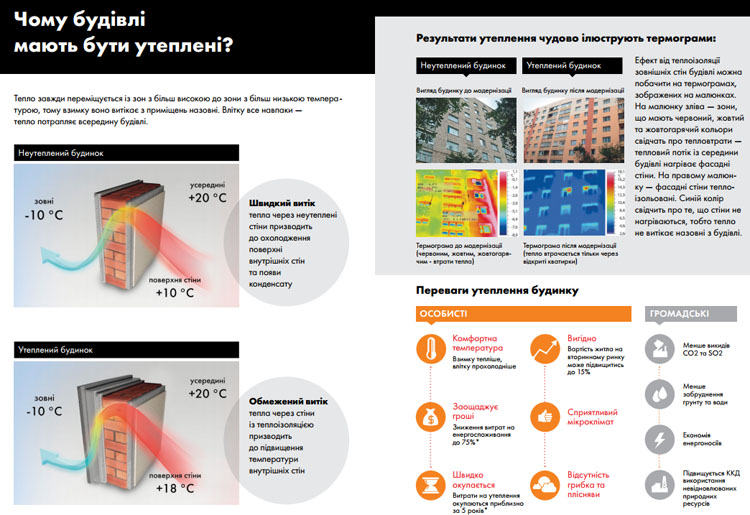 Чому будівлі
мають бути утеплені?
Тепло завжди переміщується із зон з більш високою до зони з більш низькою темпера-
турою, тому взимку воно витікає з приміщень назовні. Влітку все навпаки —
тепло потрапляє всередину будівлі.
Неутеплений будинок
зовні
-10 °C
усередині
+20 °C
поверхня стіни
+10 °C
Швидкий витік
тепла через неутеплені
стіни призводить
до охолодження
поверхні
внутрішніх стін
та появи
конденсату
Утеплений будинок
зовні
-10 °C
усередині
+20 °C
поверхня стіни
+18 °C
Обмежений витік
тепла через стіни
із теплоізоляцією
призводить
до підвищення
температури
внутрішніх стін
Результати утеплення чудово ілюструють термограми:
Неутеплений будинок
Утеплений будинок
Вигляд будинку до модернізації
Вигляд будинку після модернізації
Термограма до модернізації
(червоним, жовтим, жовтогаря-
чим - втрати тепло)
Термограма після модернізації
(тепло втрачається тільки через
відкриті кватирки)
Ефект від теплоізоляції
зовнішніх стін будівлі можна
побачити на термограмах,
зображених на малюнках.
На малюнку зліва — зони,
що мають червоний, жовтий
та жовтогарячий кольори
свідчать про тепловтрати —
тепловий потік із середини
будівлі нагріває фасадні
стіни. На правому малюн-
ку — фасадні стіни тепло-
ізольовані. Синій колір
свідчить про те, що стіни не
нагріваються, тобто тепло
не витікає назовні з будівлі.
Переваги утеплення будинку
ОСОБИСТІ
Комфортна
температура
Взимку тепліше,
влітку прохолодніше
Вигідно
Вартість житла на
вторинному ринку
може підвищитись
до 15%
Заощаджує
гроші
Зниження витрат на
енергоспоживання
до 75%*
Сприятливий
мікроклімат
Швидко
окупається
Витрати на утеплення
окупаються приблизно
за 5 років*
Відсутність
грибка та
плісняви
ГРОМАДСЬКІ
Менше викидів
CO2 та SO2
Менше
забруднення
грунту та води
Економія
енергоносіїв
Підвищується ККД
використання
невідновлюваних
природних
ресурсів